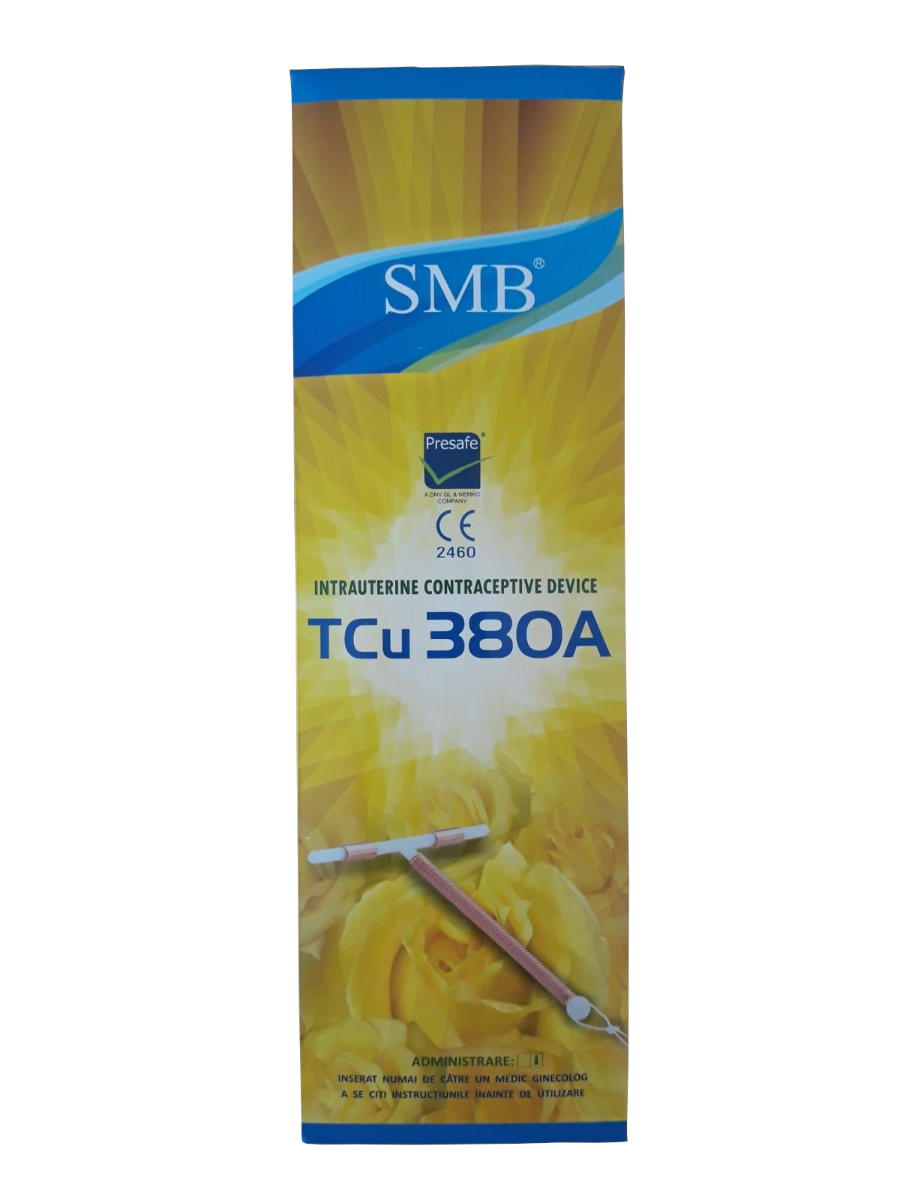 SMB®
Presafe®
A DNV GL & NEMKO
COMPANY
CE
2460
INTRAUTERINE CONTRACEPTIVE DEVICE
TCu 380A
ADMINISTRARE:
INSERAT NUMAI DE CĂTRE UN MEDIC GINECOLOG
A SE CITI INSTRUCȚIUNILE ÎNAINTE DE UTILIZARE